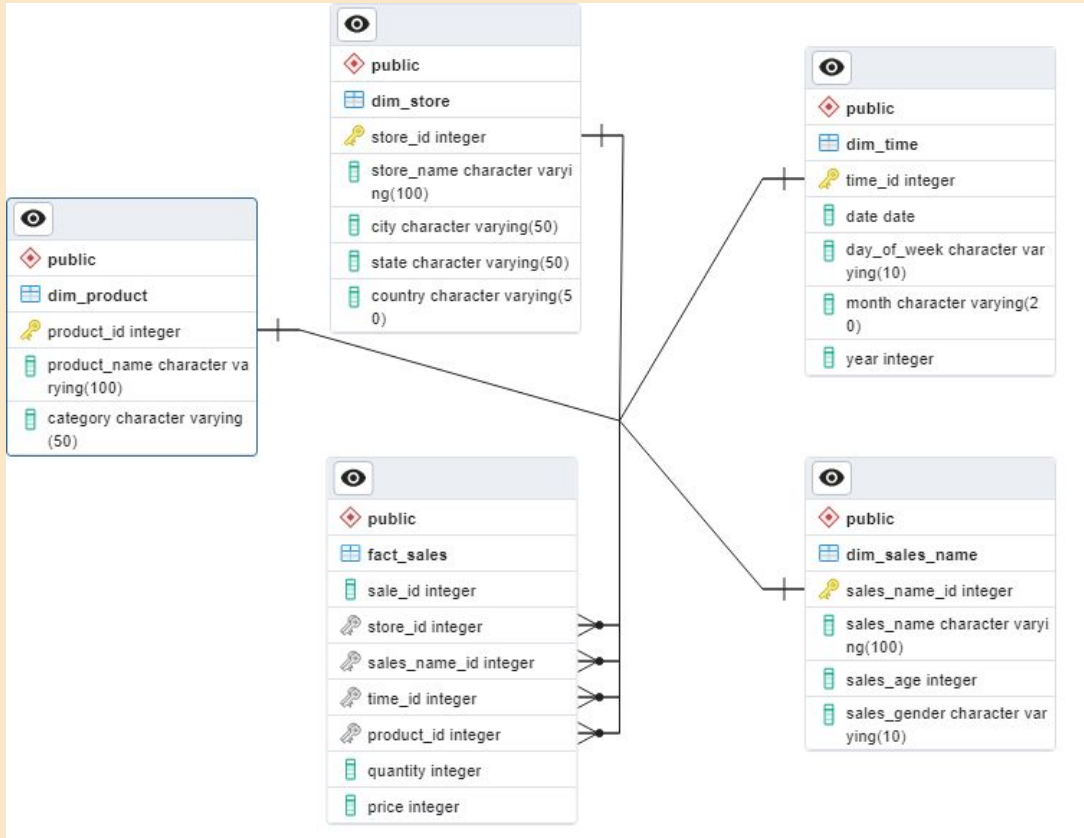 public
dim_store
store_id integer
store_name character varyi
ng(100)
city character varying(50)
state character varying(50)
country character varying(5
0)
public
dim_time
time_id integer
date date
day_of_week character var
ying(10)
month character varying(2
0)
year integer
public
dim_product
product_id integer
product_name character va
rying(100)
category character varying
(50)
public
fact_sales
sale_id integer
store_id integer
sales_name_id integer
time_id integer
product_id integer
quantity integer
price integer
public
dim_sales_name
sales_name_id integer
sales_name character varyi
ng(100)
sales_age integer
sales_gender character var
ying(10)